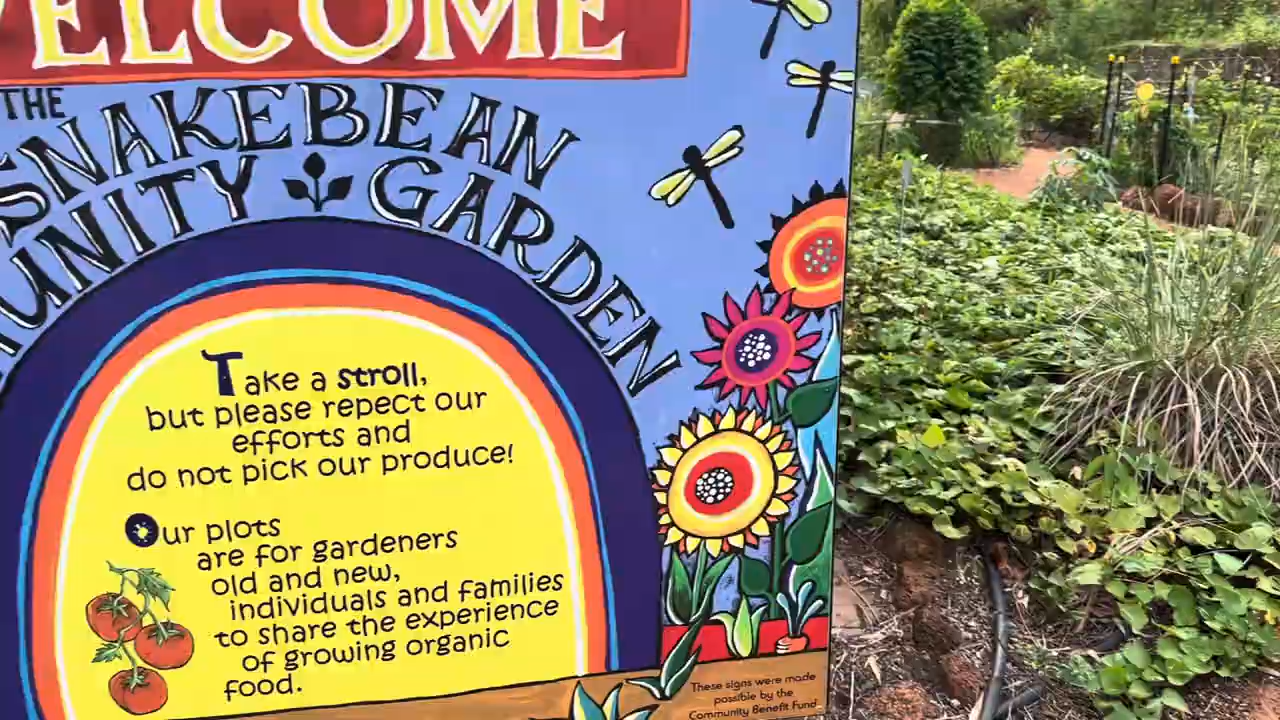 WELCOME
THE
SNAKEBEAN
UNITY GARDEN
Take a stroll,
but please repect our
efforts and
do not pick our produce!
Our plots
are for gardeners
old and new,
individuals and families
to share the experience
of growing organic
food.
These signs were made
possible by the
Community Benefit Fund